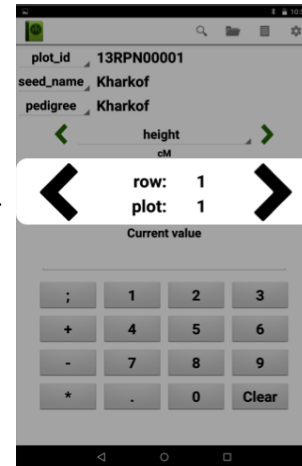 plot_id 13RPN00001
seed_name Kharkof
pedigree Kharkof
height
cM
row: 1
plot: 1
Current value
; 1 2 3
+ 4 5 6
- 7 8 9
* . 0 Clear